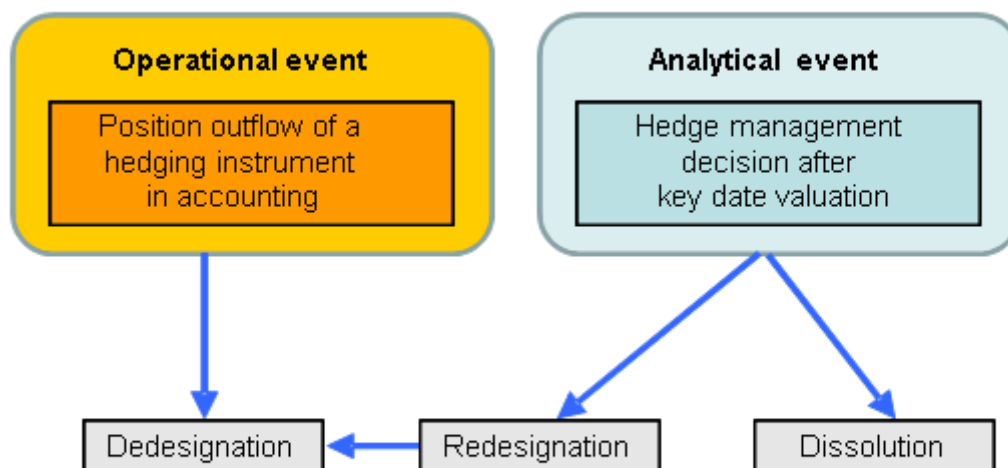 Operational event
Position outflow of a
hedging instrument
in accounting
Analytical event
Hedge management
decision after
key date valuation
Dedesignation
Redesignation
Dissolution